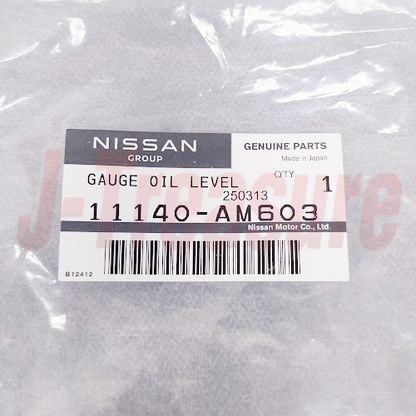 NISSAN GENUINE PARTS
GROUP Made in Japan
GAUGE OIL LEVEL Q'TY 1
250313
11140-AM603
Nissan Motor Co., Ltd.
B12412
J-Treasure